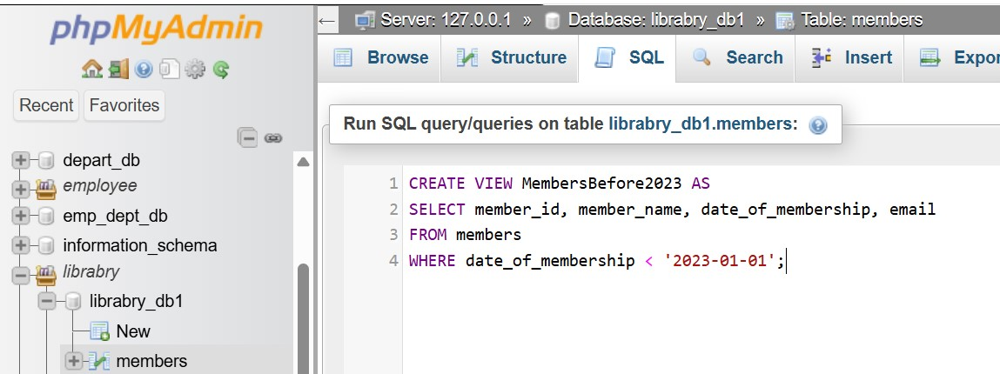 phpMyAdmin
Recent Favorites
depart_db
employee
emp_dept_db
information_schema
librabry
librabry_db1
New
members
Server: 127.0.0.1 » Database: librabry_db1 » Table: members
Browse Structure SQL Search Insert Expor
Run SQL query/queries on table librabry_db1.members:
1 CREATE VIEW MembersBefore2023 AS
2 SELECT member_id, member_name, date_of_membership, email
3 FROM members
4 WHERE date_of_membership < '2023-01-01';